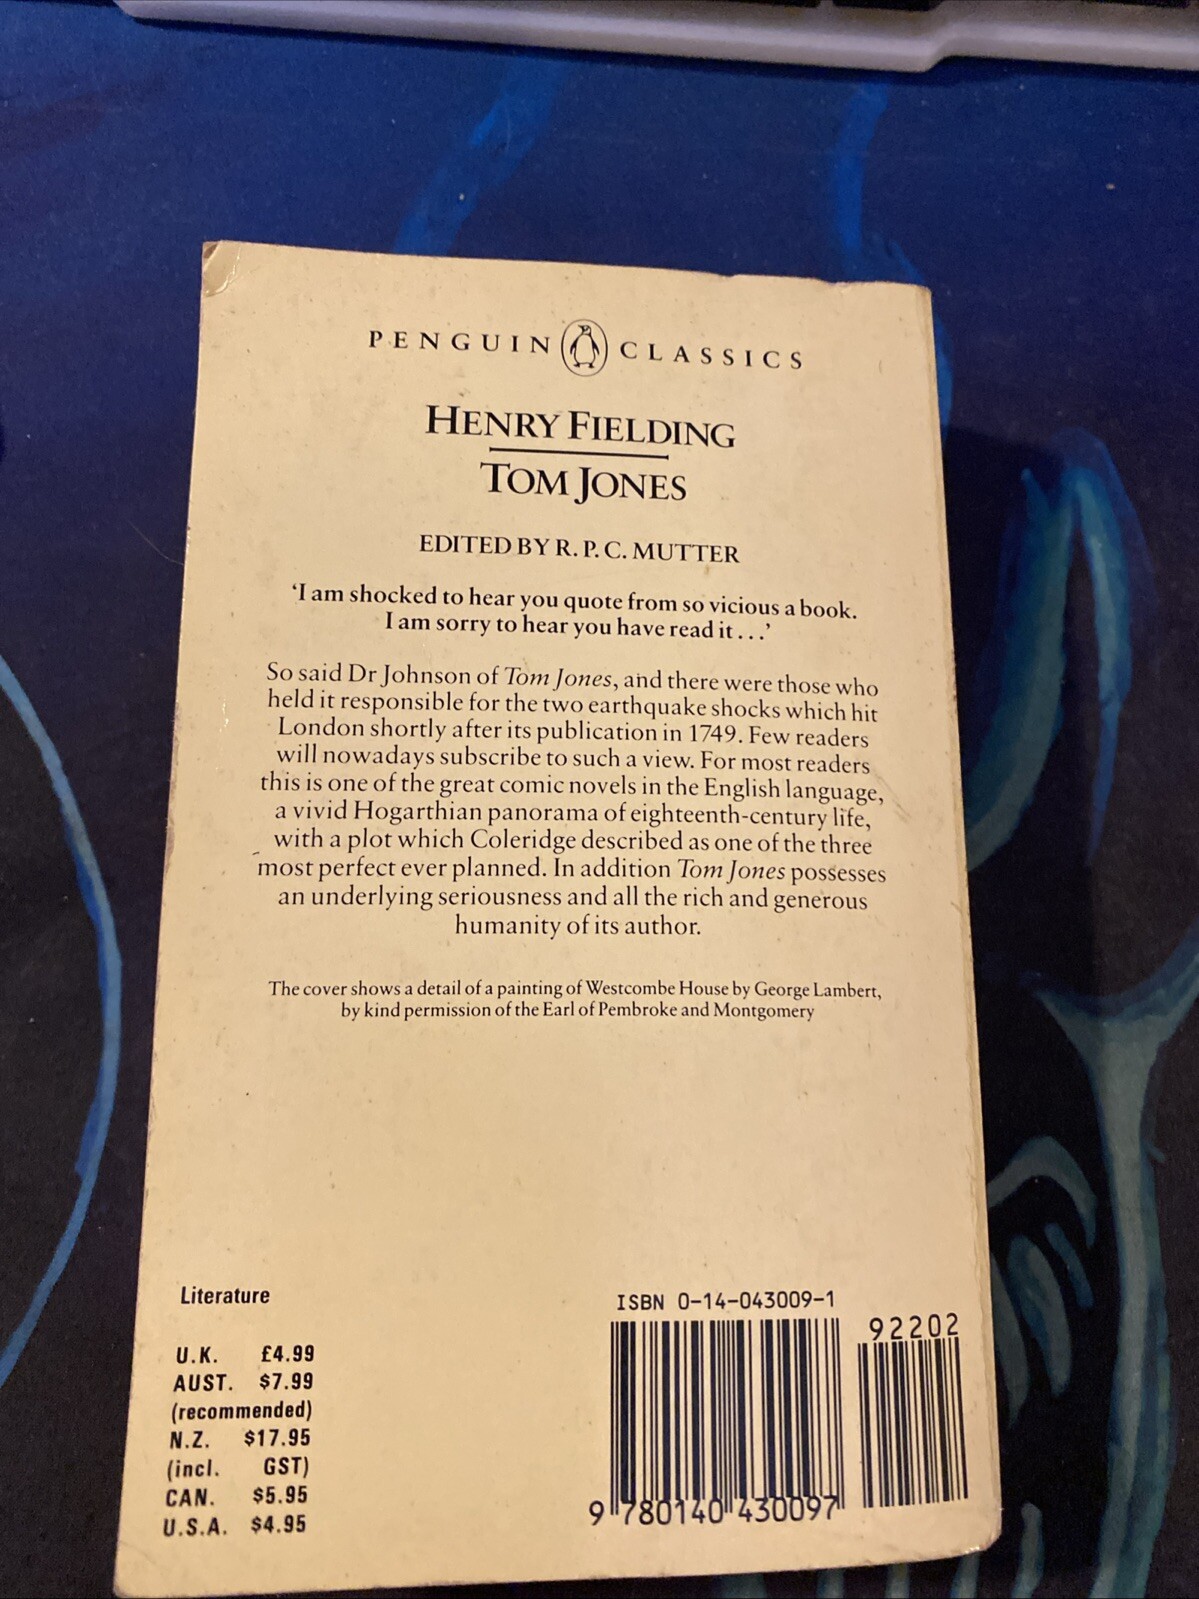 PENGUIN CLASSICS
HENRY FIELDING
TOM JONES
EDITED BY R. P. C. MUTTER
'I am shocked to hear you quote from so vicious a book.
I am sorry to hear you have read it . . .'
So said Dr Johnson of Tom Jones, and there were those who
held it responsible for the two earthquake shocks which hit
London shortly after its publication in 1749. Few readers
will nowadays subscribe to such a view. For most readers
this is one of the great comic novels in the English language,
a vivid Hogarthian panorama of eighteenth-century life,
with a plot which Coleridge described as one of the three
most perfect ever planned. In addition Tom Jones possesses
an underlying seriousness and all the rich and generous
humanity of its author.
The cover shows a detail of a painting of Westcombe House by George Lambert,
by kind permission of the Earl of Pembroke and Montgomery
Literature
U.K. £4.99
AUST. $7.99
(recommended)
N.Z. $17.95
(incl. GST)
CAN. $5.95
U.S.A. $4.95
ISBN 0-14-043009-1
92202
9 780140 430097